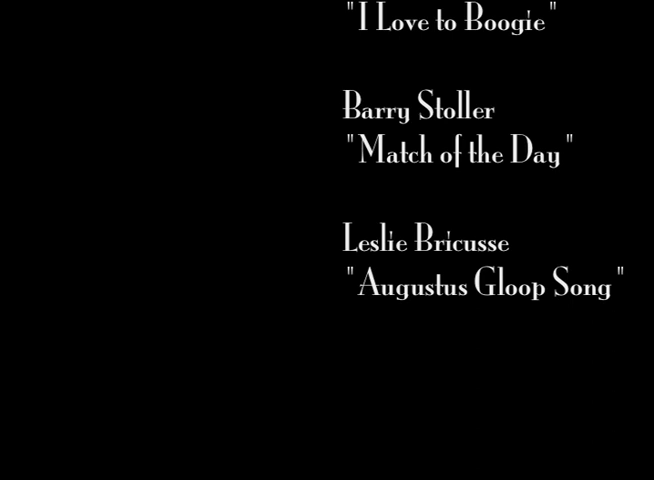 "I Love to Boogie"
Barry Stoller
"Match of the Day"
Leslie Bricusse
"Augustus Gloop Song"